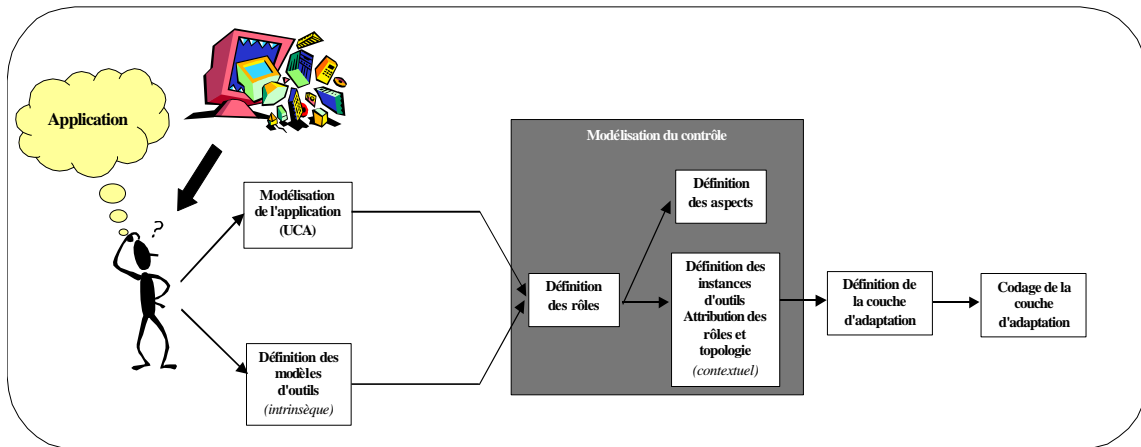 Application
?
Modélisation
de l'application
(UCA)
Définition des
modèles
d'outils
(intrinsèque)
Modélisation du contrôle
Définition
des rôles
Définition
des aspects
Définition des
instances
d'outils
Attribution des
rôles et
topologie
(contextuel)
Définition de
la couche
d'adaptation
Codage de la
couche
d'adaptation